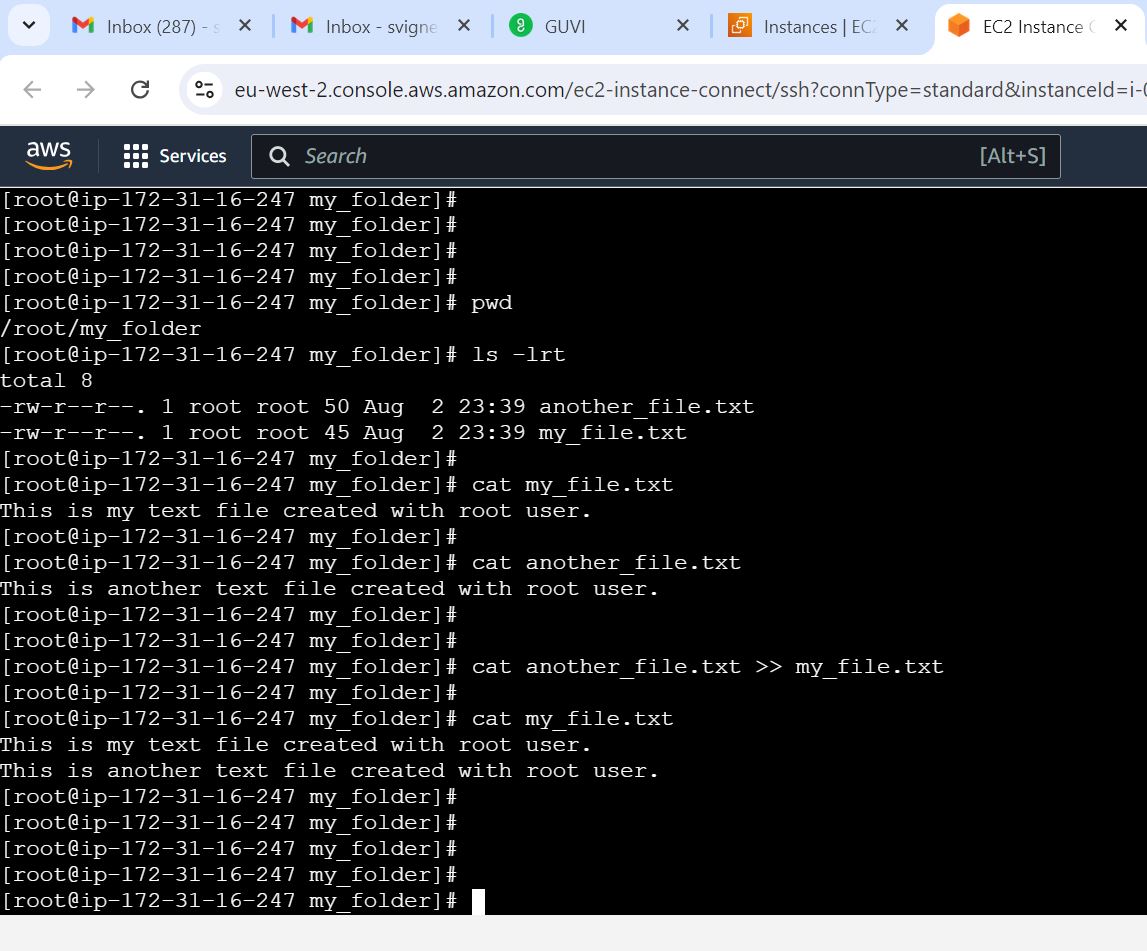 Inbox (287) - s
Inbox - svigne
GUVI
Instances | EC2
EC2 Instance C
eu-west-2.console.aws.amazon.com/ec2-instance-connect/ssh?connType=standard&instanceId=i-0
aws
Services
Search
[Alt+S]
[root@ip-172-31-16-247 my_folder]#
[root@ip-172-31-16-247 my_folder]#
[root@ip-172-31-16-247 my_folder]#
[root@ip-172-31-16-247 my_folder]#
[root@ip-172-31-16-247 my_folder]# pwd
/root/my_folder
[root@ip-172-31-16-247 my_folder]# ls -lrt
total 8
-rw-r--r--. 1 root root 50 Aug  2 23:39 another_file.txt
-rw-r--r--. 1 root root 45 Aug  2 23:39 my_file.txt
[root@ip-172-31-16-247 my_folder]#
[root@ip-172-31-16-247 my_folder]# cat my_file.txt
This is my text file created with root user.
[root@ip-172-31-16-247 my_folder]#
[root@ip-172-31-16-247 my_folder]# cat another_file.txt
This is another text file created with root user.
[root@ip-172-31-16-247 my_folder]#
[root@ip-172-31-16-247 my_folder]#
[root@ip-172-31-16-247 my_folder]# cat another_file.txt >> my_file.txt
[root@ip-172-31-16-247 my_folder]#
[root@ip-172-31-16-247 my_folder]# cat my_file.txt
This is my text file created with root user.
This is another text file created with root user.
[root@ip-172-31-16-247 my_folder]#
[root@ip-172-31-16-247 my_folder]#
[root@ip-172-31-16-247 my_folder]#
[root@ip-172-31-16-247 my_folder]#
[root@ip-172-31-16-247 my_folder]#